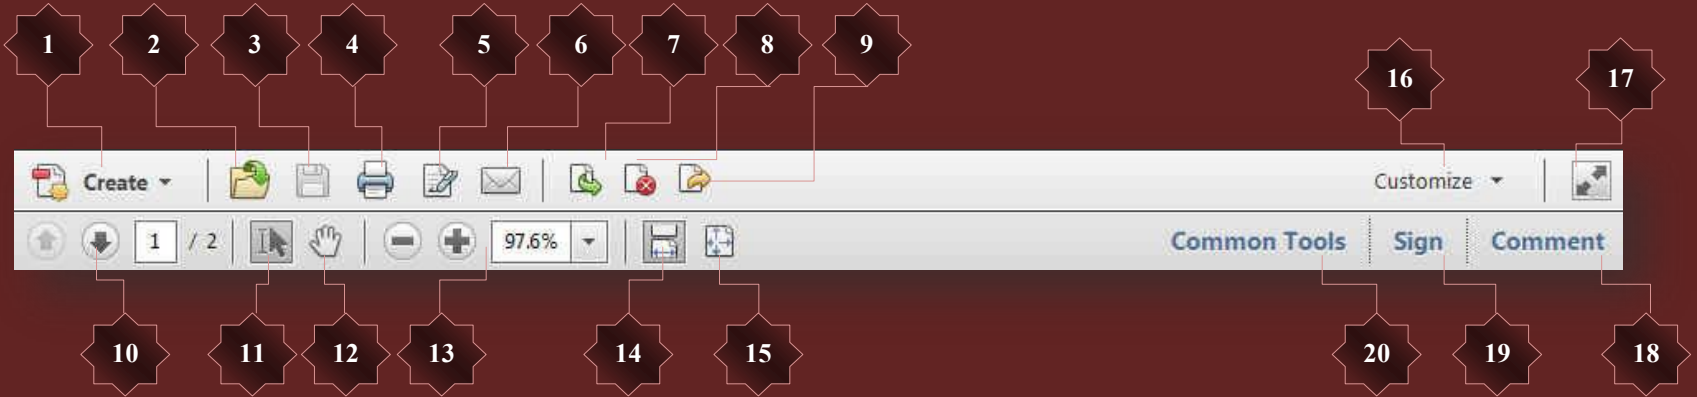 1 2 3 4 5 6 7 8 9
16 17
Create
Customize
1 / 2 97.6% Common Tools Sign Comment
10 11 12 13 14 15 20 19 18